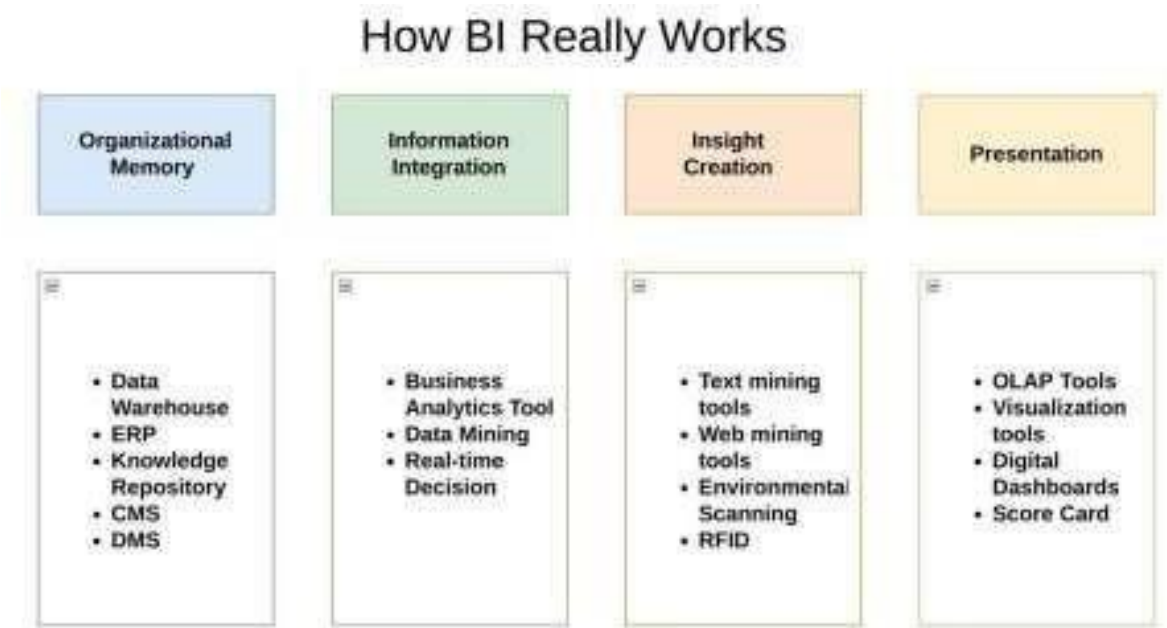 How BI Really Works
Organizational
Memory
Information
Integration
Insight
Creation
Presentation
• Data
Warehouse
• ERP
• Knowledge
Repository
• CMS
• DMS
• Business
Analytics Tool
• Data Mining
• Real-time
Decision
• Text mining
tools
• Web mining
tools
• Environmental
Scanning
• RFID
• OLAP Tools
• Visualization
tools
• Digital
Dashboards
• Score Card